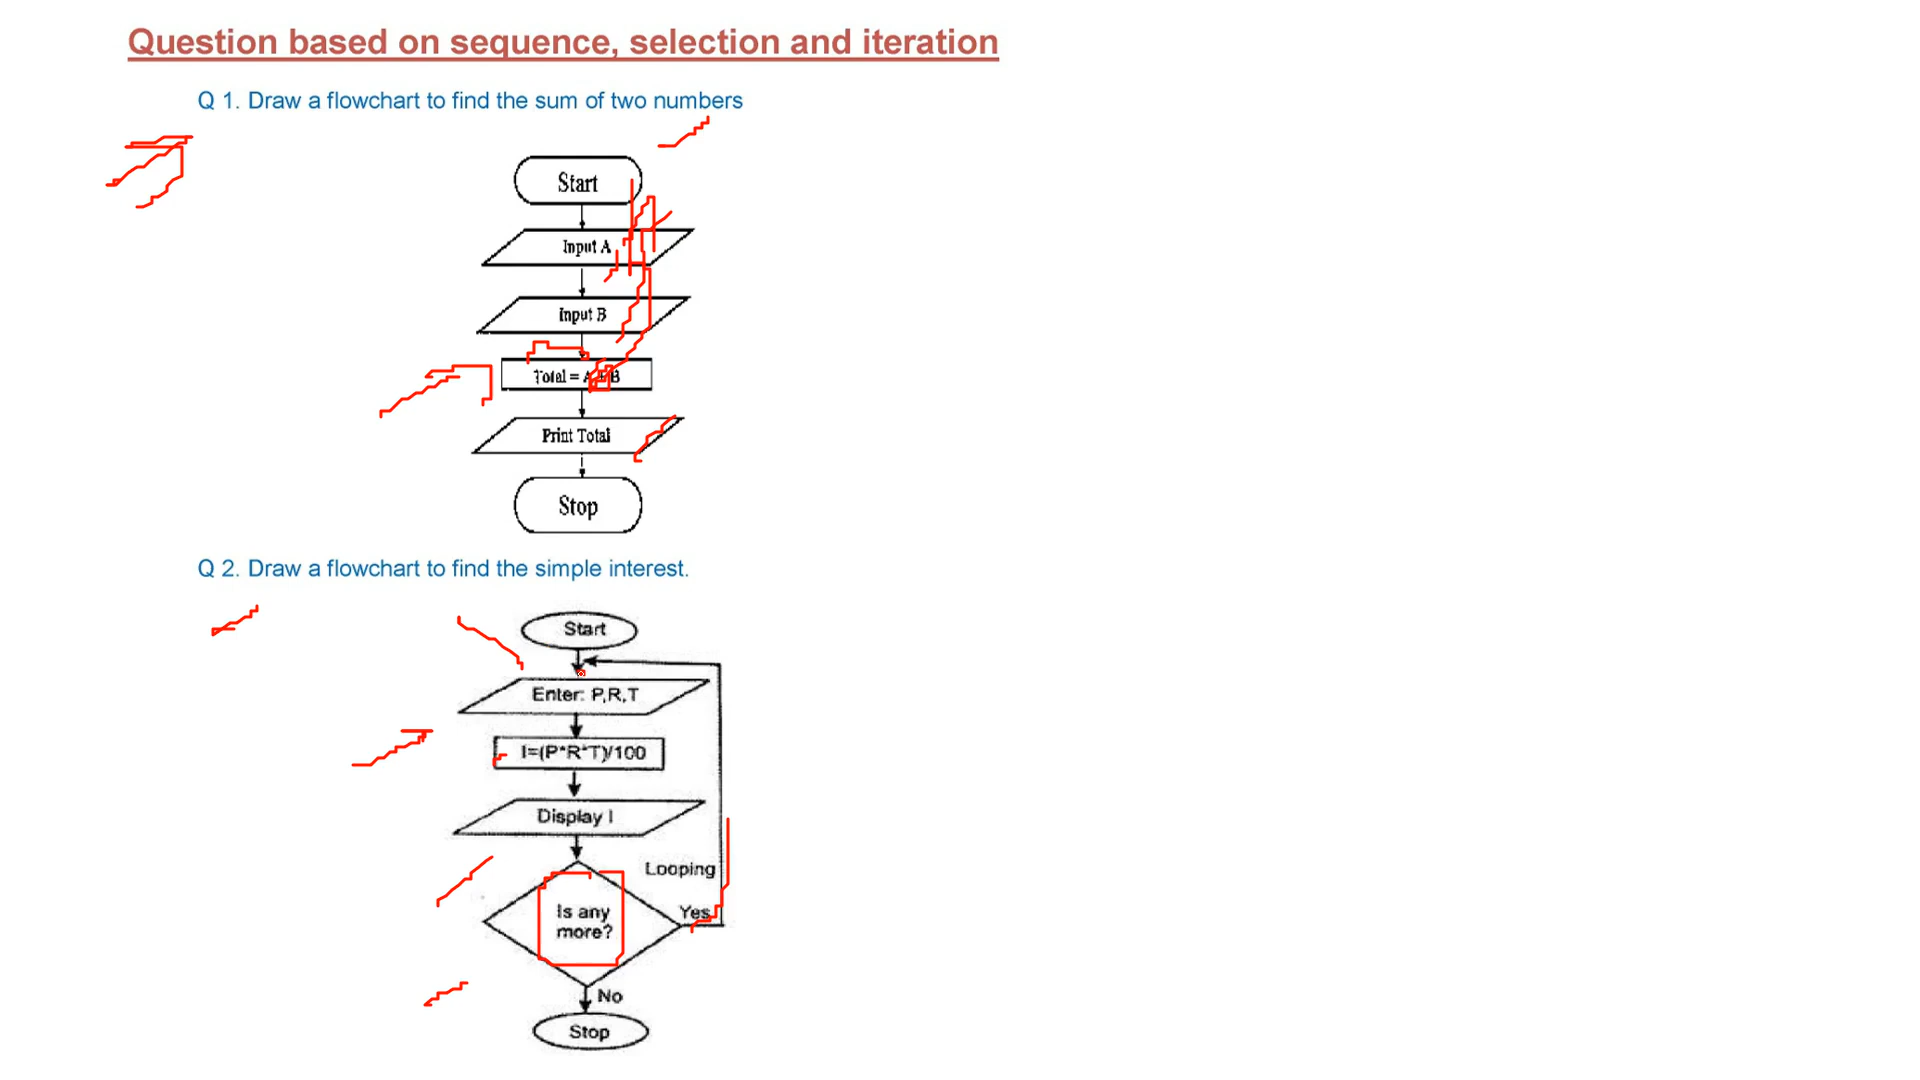 Question based on sequence, selection and iteration
Q 1. Draw a flowchart to find the sum of two numbers
Start
Input A
Input B
Total = A + B
Print Total
Stop
Q 2. Draw a flowchart to find the simple interest.
Start
Enter: P,R,T
I=(P*R*T)/100
Display I
Looping
Is any
more?
Yes
No
Stop